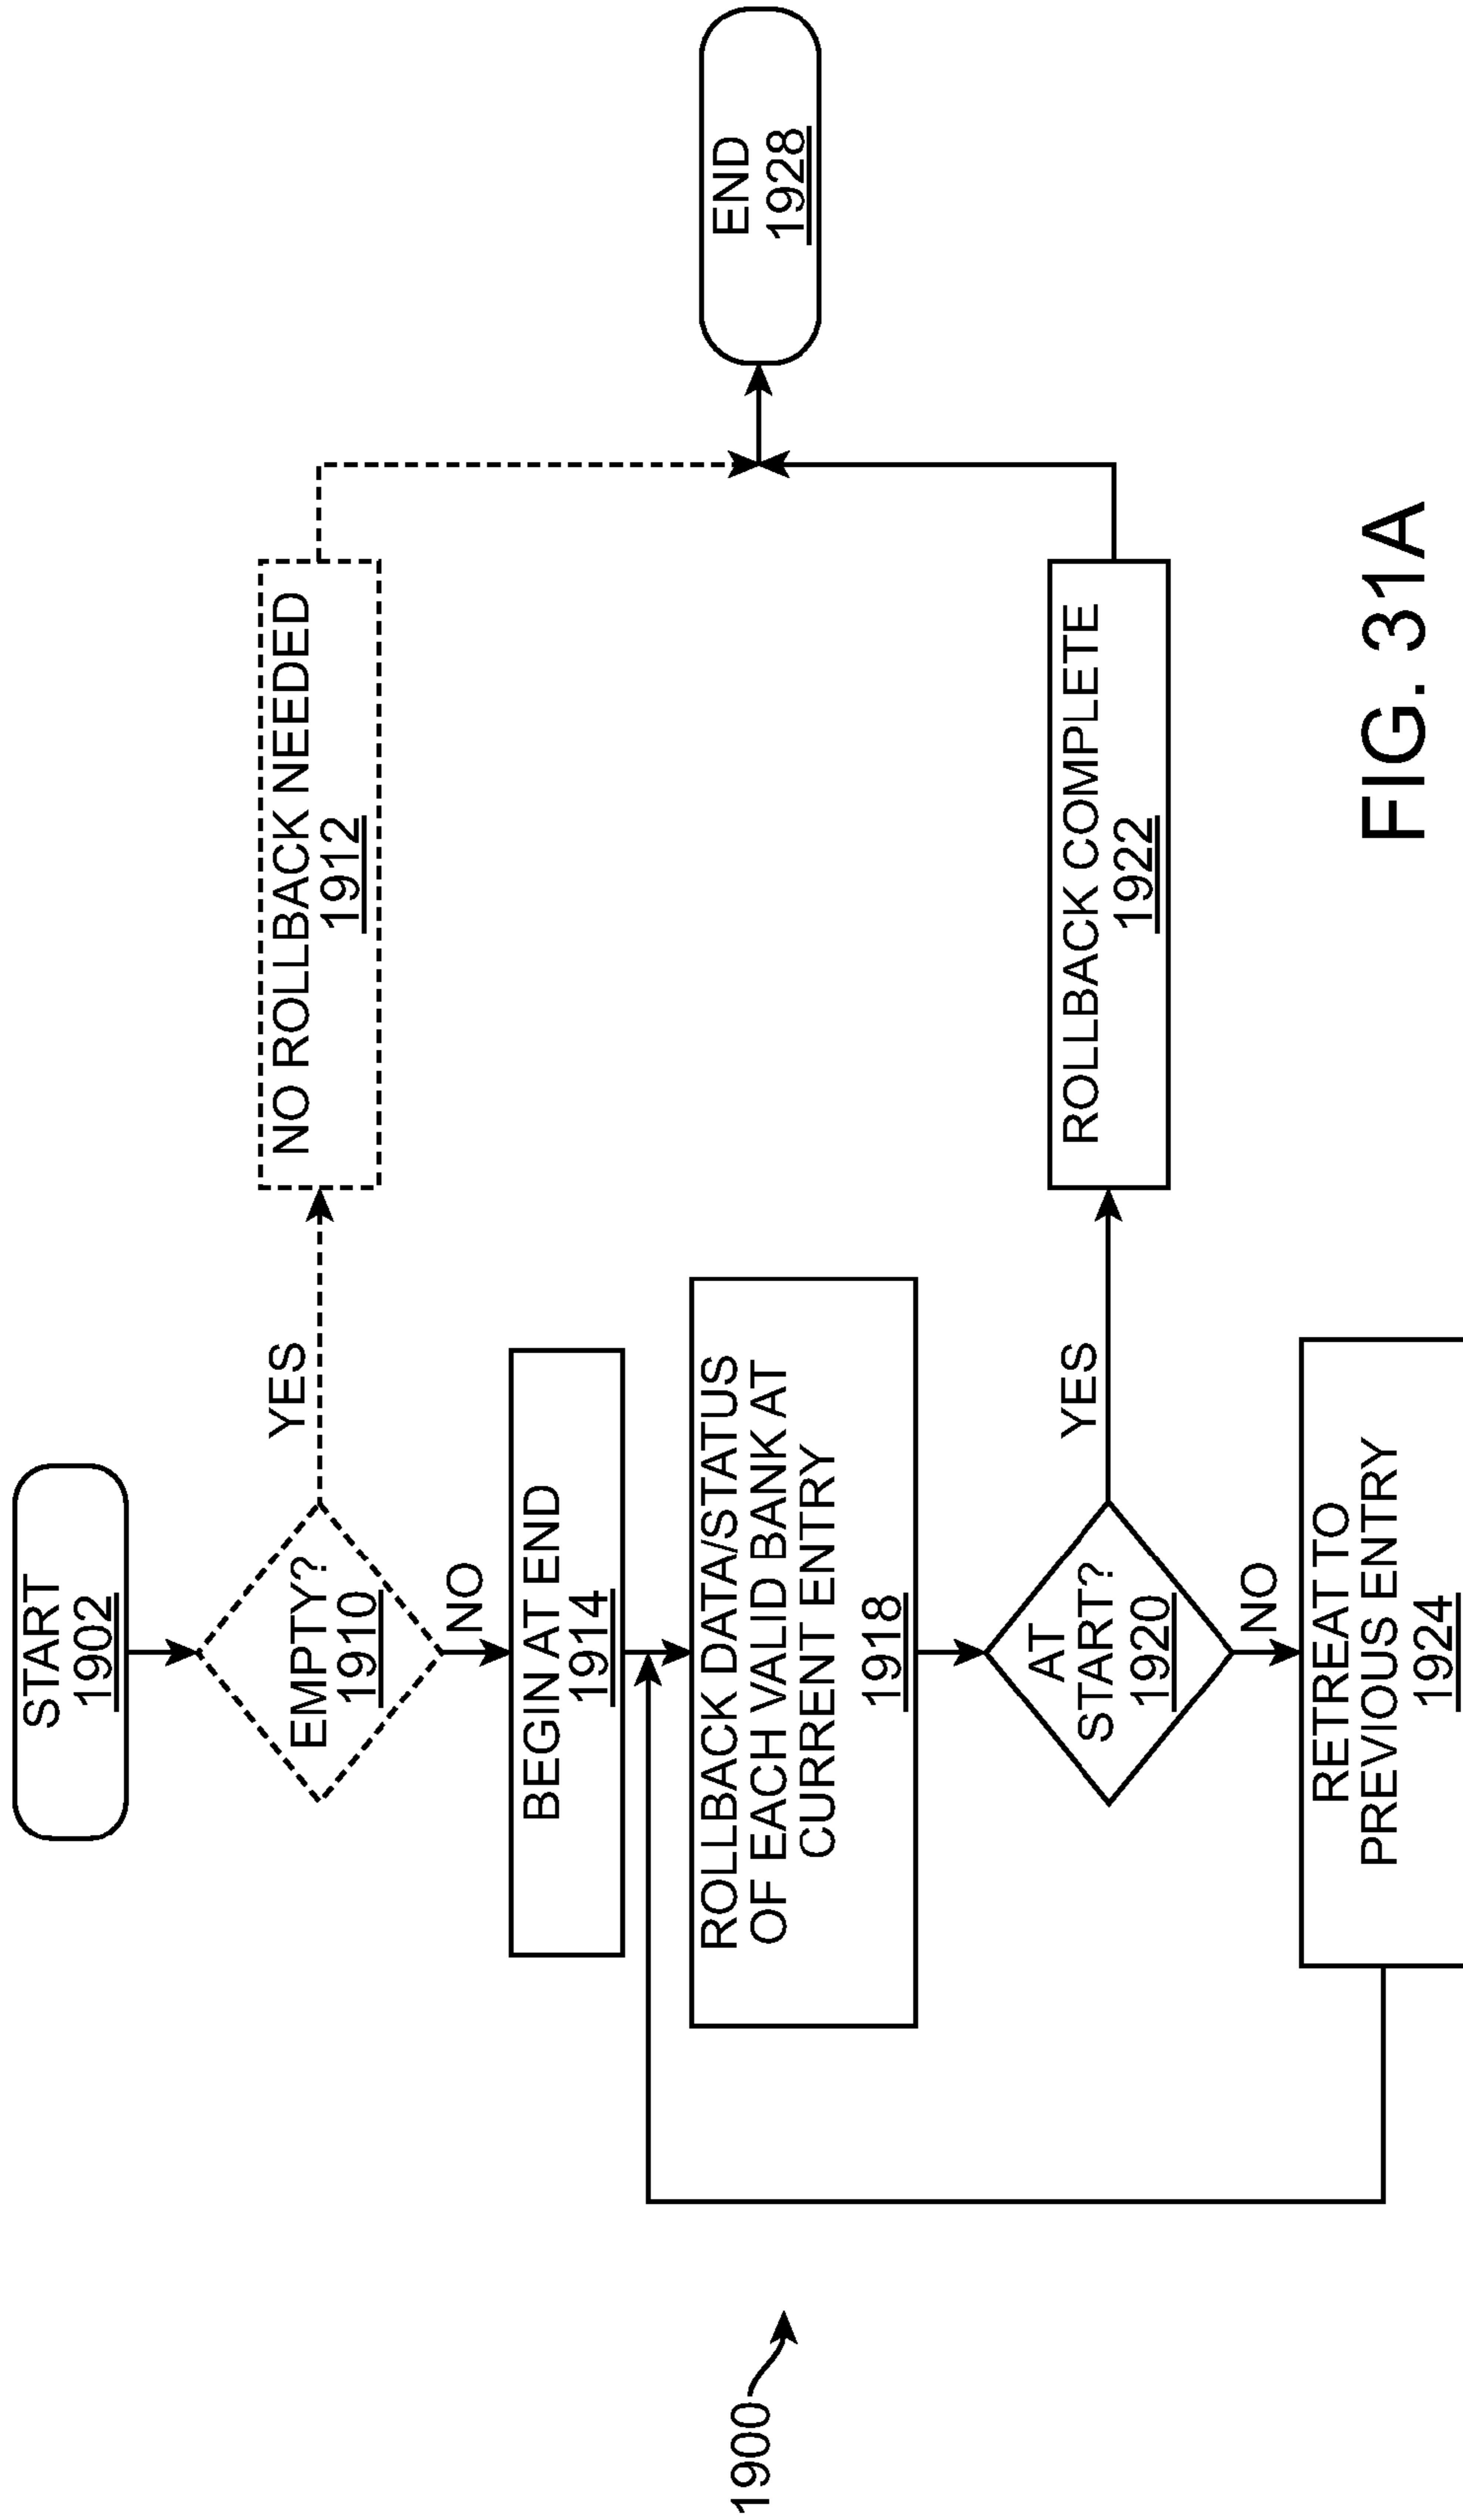 START
1902
EMPTY?
1910
YES
NO ROLLBACK NEEDED
1912
NO
BEGIN AT END
1914
ROLLBACK DATA/STATUS
OF EACH VALID BANK AT
CURRENT ENTRY
1918
AT
START?
1920
YES
ROLLBACK COMPLETE
1922
NO
RETREAT TO
PREVIOUS ENTRY
1924
END
1928
1900
FIG. 31A